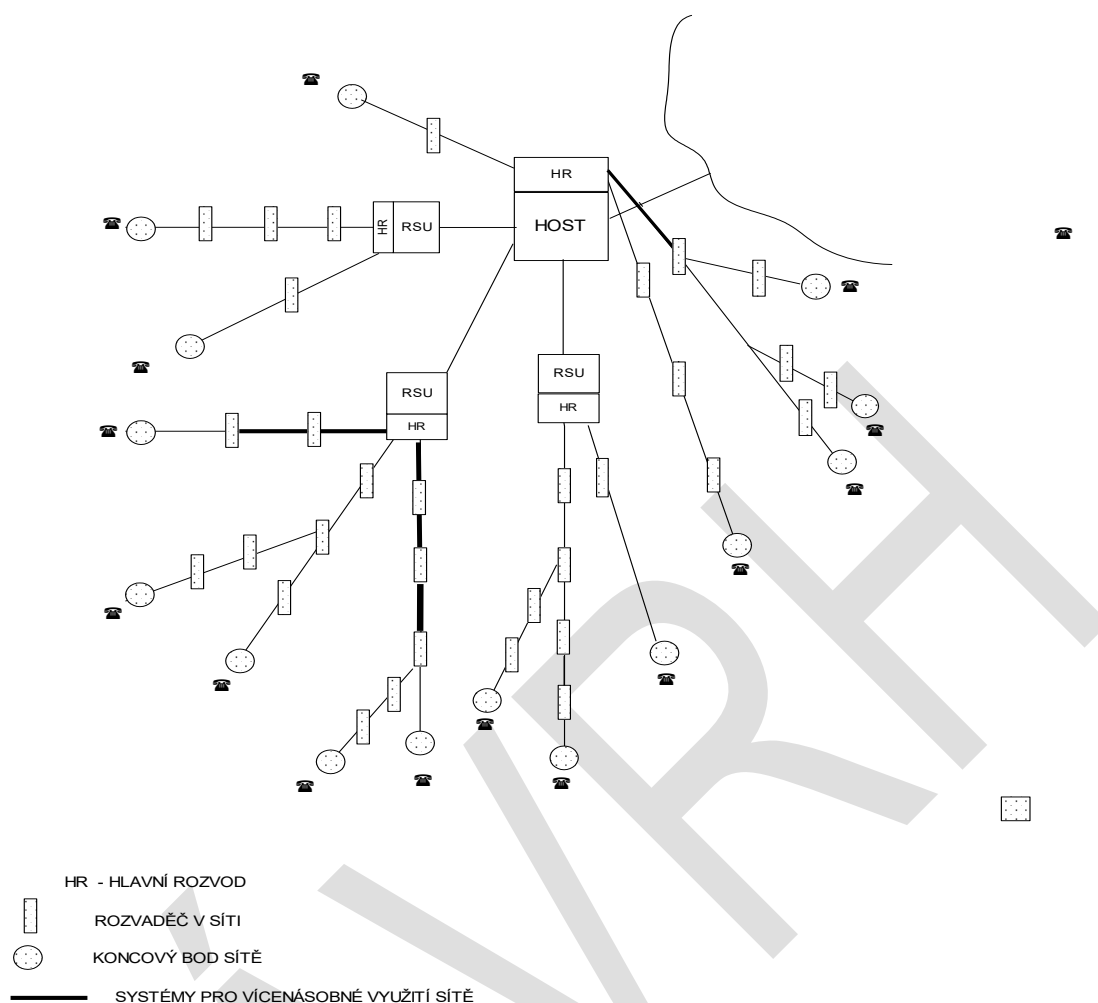 HR
HOST
HR
RSU
RSU
HR
RSU
HR
HR - HLAVNÍ ROZVOD
ROZVADĚČ V SÍTI
KONCOVÝ BOD SÍTĚ
SYSTÉMY PRO VÍCENÁSOBNÉ VYUŽITÍ SÍTĚ
ÁVRH